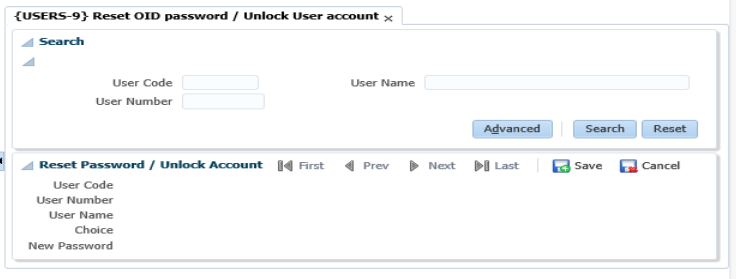 {USERS-9} Reset OID password / Unlock User account
Search
User Code
User Name
User Number
Advanced
Search
Reset
Reset Password / Unlock Account First Prev Next Last Save Cancel
User Code
User Number
User Name
Choice
New Password